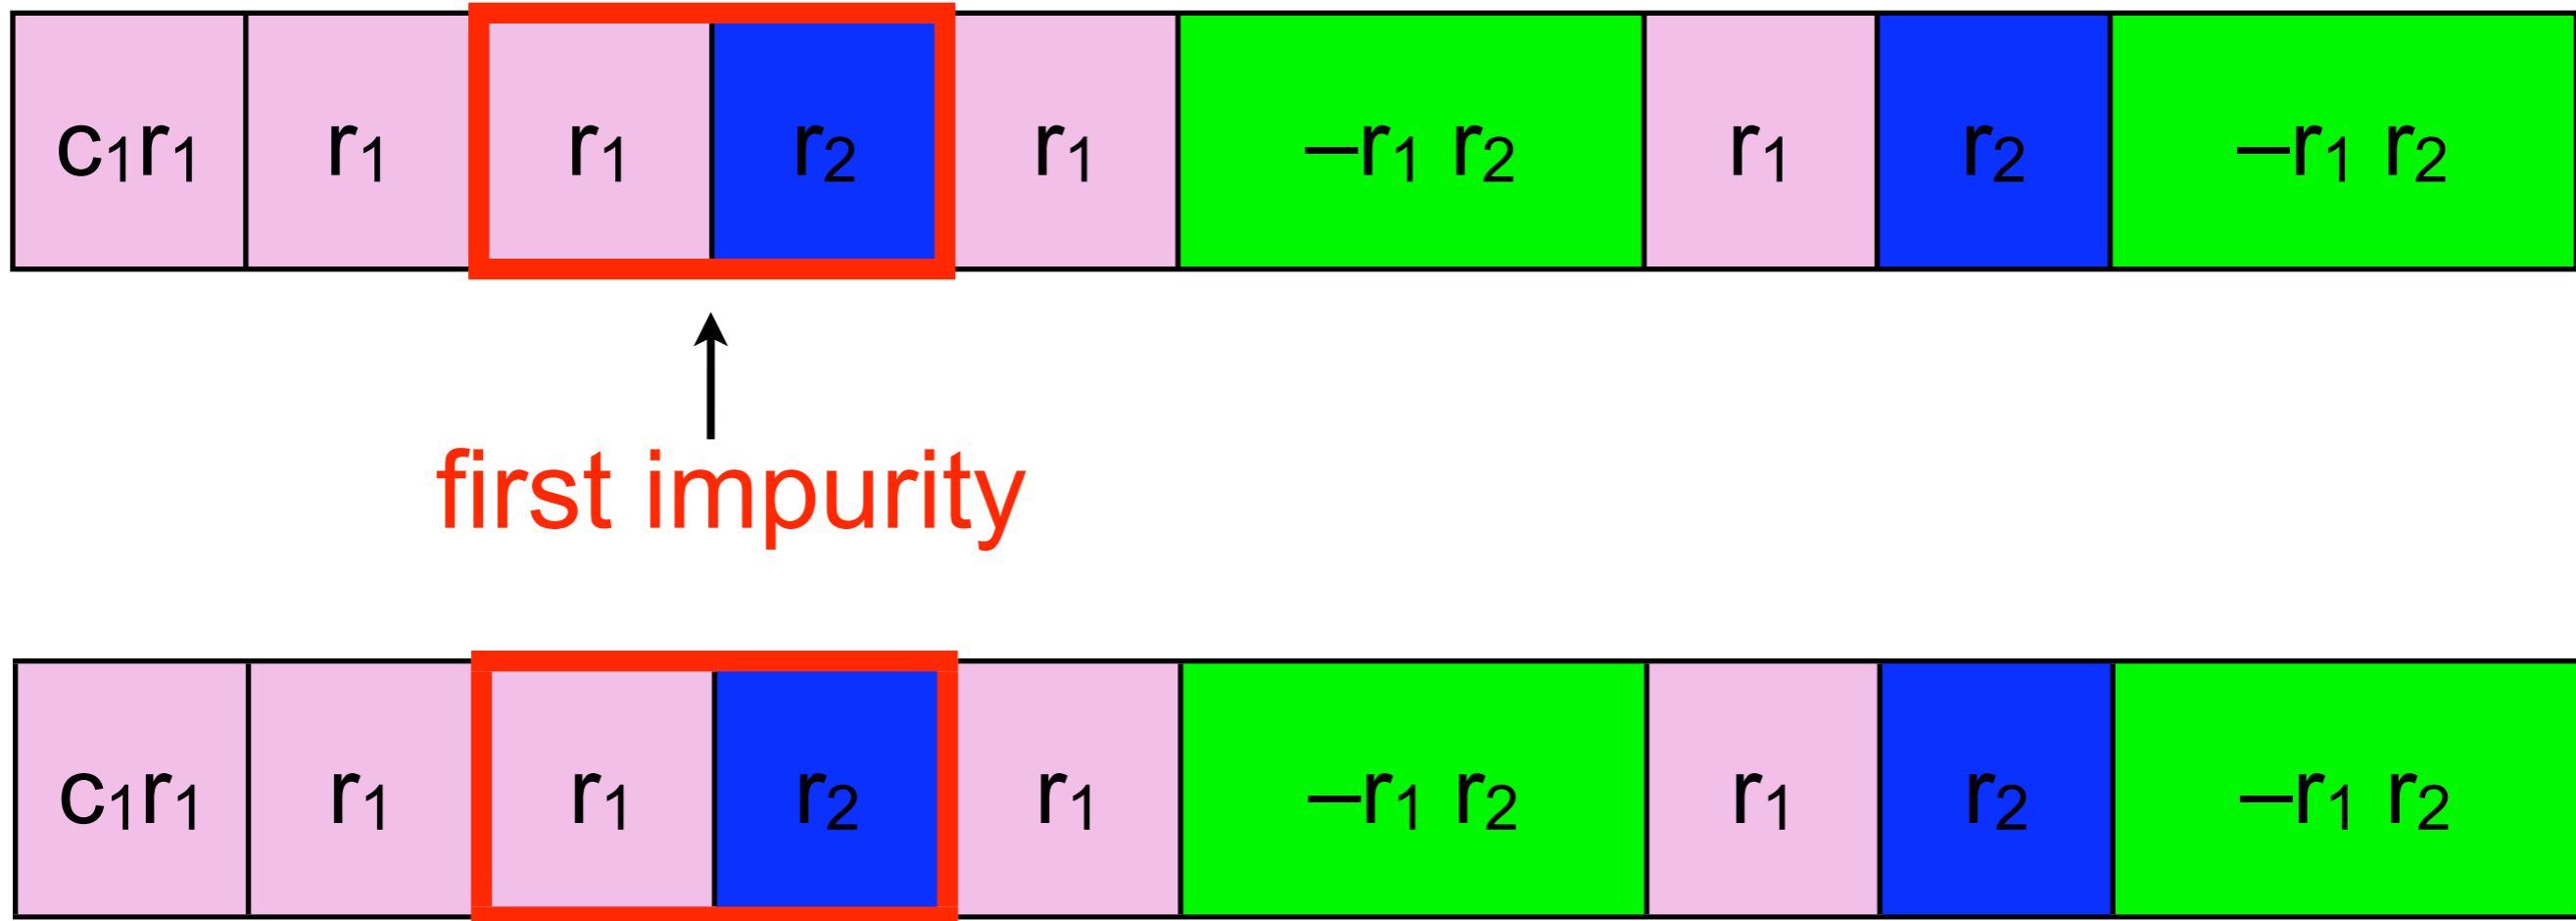 c₁r₁ r₁ r₁ r₂ r₁ –r₁ r₂ r₁ r₂ –r₁ r₂
first impurity
c₁r₁ r₁ r₁ r₂ r₁ –r₁ r₂ r₁ r₂ –r₁ r₂